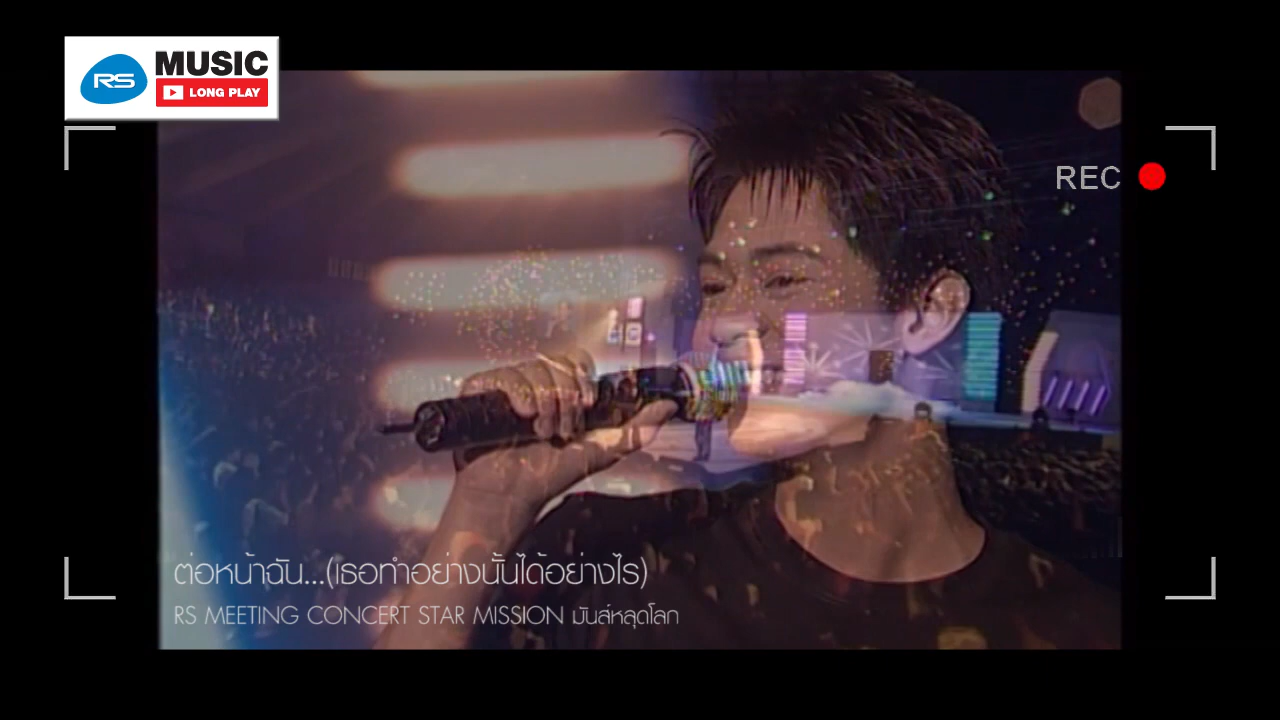 RS
MUSIC
LONG PLAY
REC
ต่อหน้าฉัน...(เธอทำอย่างนั้นได้อย่างไร)
RS MEETING CONCERT STAR MISSION มันส์หลุดโลก